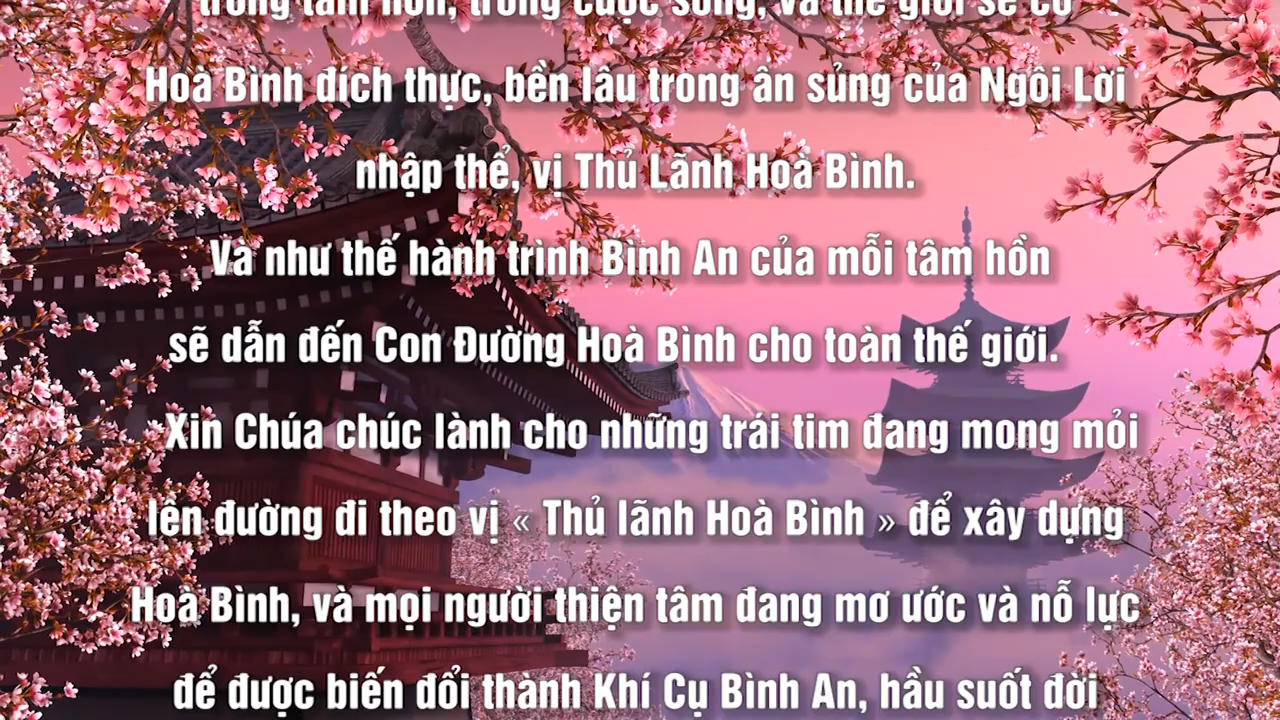 trong tâm hồn, trong cuộc sống, và thế giới sẽ có
Hoà Bình đích thực, bền lâu trong ân sủng của Ngôi Lời
nhập thể, vị Thủ Lãnh Hoà Bình.
Và như thế hành trình Bình An của mỗi tâm hồn
sẽ dẫn đến Con Đường Hoà Bình cho toàn thế giới.
Xin Chúa chúc lành cho những trái tim đang mong mỏi
lên đường đi theo vị « Thủ lãnh Hoà Bình » để xây dựng
Hoà Bình, và mọi người thiện tâm đang mơ ước và nỗ lực
để được biến đổi thành Khí Cụ Bình An, hầu suốt đời